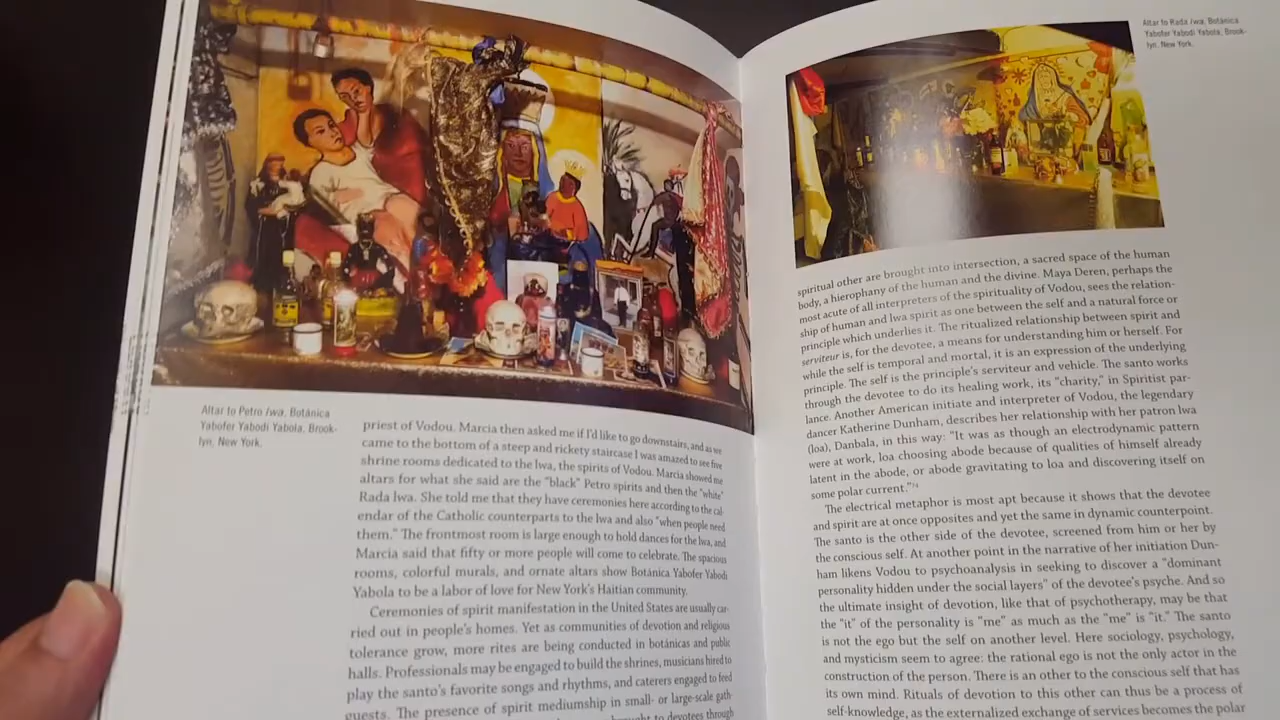 Altar to Petro lwa, Botánica
Yabofer Yabodi Yabola, Brook-
lyn, New York.
priest of Vodou. Marcia then asked me if I'd like to go downstairs, and as we
came to the bottom of a steep and rickety staircase I was amazed to see five
shrine rooms dedicated to the lwa, the spirits of Vodou. Marcia showed me
altars for what she said are the "black" Petro spirits and then the "white"
Rada lwa. She told me that they have ceremonies here according to the cal-
endar of the Catholic counterparts to the lwa and also "when people need
them." The frontmost room is large enough to hold dances for the lwa, and
Marcia said that fifty or more people will come to celebrate. The spacious
rooms, colorful murals, and ornate altars show Botánica Yabofer Yabodi
Yabola to be a labor of love for New York's Haitian community.
Ceremonies of spirit manifestation in the United States are usually car-
ried out in people's homes. Yet as communities of devotion and religious
tolerance grow, more rites are being conducted in botánicas and public
halls. Professionals may be engaged to build the shrines, musicians hired to
play the santo's favorite songs and rhythms, and caterers engaged to feed
guests. The presence of spirit mediumship in small- or large-scale gath-
brought to devotees through
Altar to Rada lwa, Botánica
Yabofer Yabodi Yabola, Brook-
lyn, New York.
spiritual other are brought into intersection, a sacred space of the human
body, a hierophany of the human and the divine. Maya Deren, perhaps the
most acute of all interpreters of the spirituality of Vodou, sees the relation-
ship of human and lwa spirit as one between the self and a natural force or
principle which underlies it. The ritualized relationship between spirit and
serviteur is, for the devotee, a means for understanding him or herself. For
while the self is temporal and mortal, it is an expression of the underlying
principle. The self is the principle's serviteur and vehicle. The santo works
through the devotee to do its healing work, its "charity," in Spiritist par-
lance. Another American initiate and interpreter of Vodou, the legendary
dancer Katherine Dunham, describes her relationship with her patron lwa
(loa), Danbala, in this way: "It was as though an electrodynamic pattern
were at work, loa choosing abode because of qualities of himself already
latent in the abode, or abode gravitating to loa and discovering itself on
some polar current."
The electrical metaphor is most apt because it shows that the devotee
and spirit are at once opposites and yet the same in dynamic counterpoint.
The santo is the other side of the devotee, screened from him or her by
the conscious self. At another point in the narrative of her initiation Dun-
ham likens Vodou to psychoanalysis in seeking to discover a "dominant
personality hidden under the social layers" of the devotee's psyche. And so
the ultimate insight of devotion, like that of psychotherapy, may be that
the "it" of the personality is "me" as much as the "me" is "it." The santo
is not the ego but the self on another level. Here sociology, psychology,
and mysticism seem to agree: the rational ego is not the only actor in the
construction of the person. There is an other to the conscious self that has
its own mind. Rituals of devotion to this other can thus be a process of
self-knowledge, as the externalized exchange of services becomes the polar